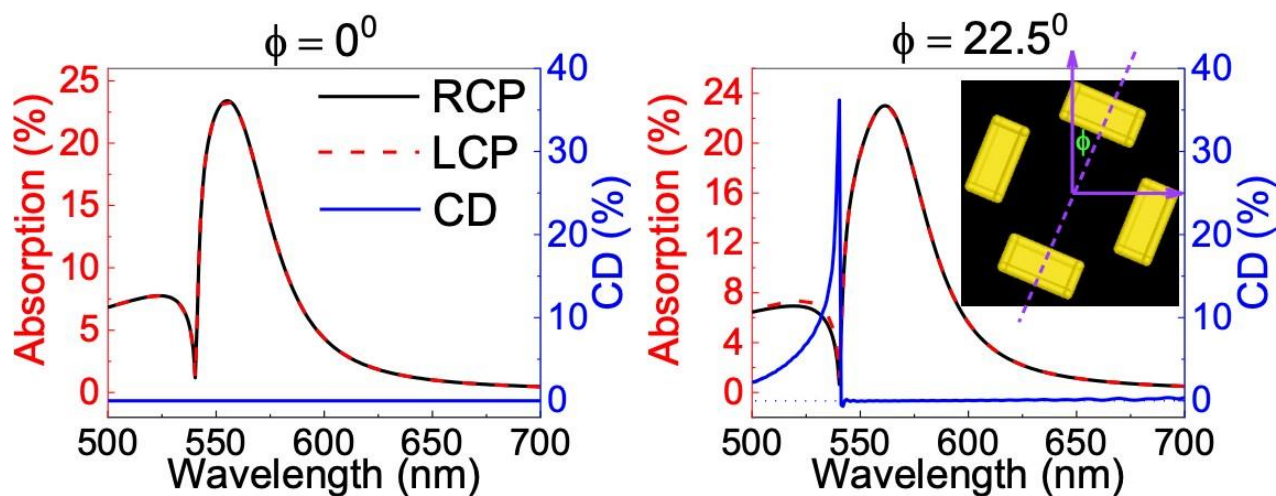 ϕ = 0⁰
Absorption (%)
25
20
15
10
5
0
RCP
LCP
CD
40
30
20
10
0
CD (%)
500 550 600 650 700
Wavelength (nm)
ϕ = 22.5⁰
Absorption (%)
24
20
16
12
8
4
0
ϕ
40
30
20
10
0
CD (%)
500 550 600 650 700
Wavelength (nm)